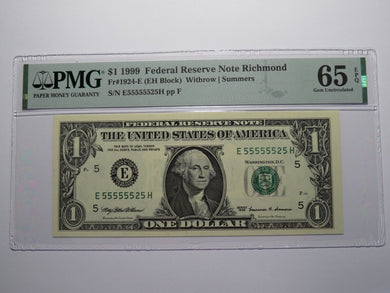 PMG
PAPER MONEY GUARANTY
$1 1999 Federal Reserve Note Richmond
Fr#1924-E (EH Block) Withrow | Summers
S/N E55555525H pp F
65 EPQ
Gem Uncirculated
FEDERAL RESERVE NOTE
THE UNITED STATES OF AMERICA
E 55555525 H
WASHINGTON, D.C.
5 5
E
E 55555525 H
5 5
1 1 1 1
ONE DOLLAR